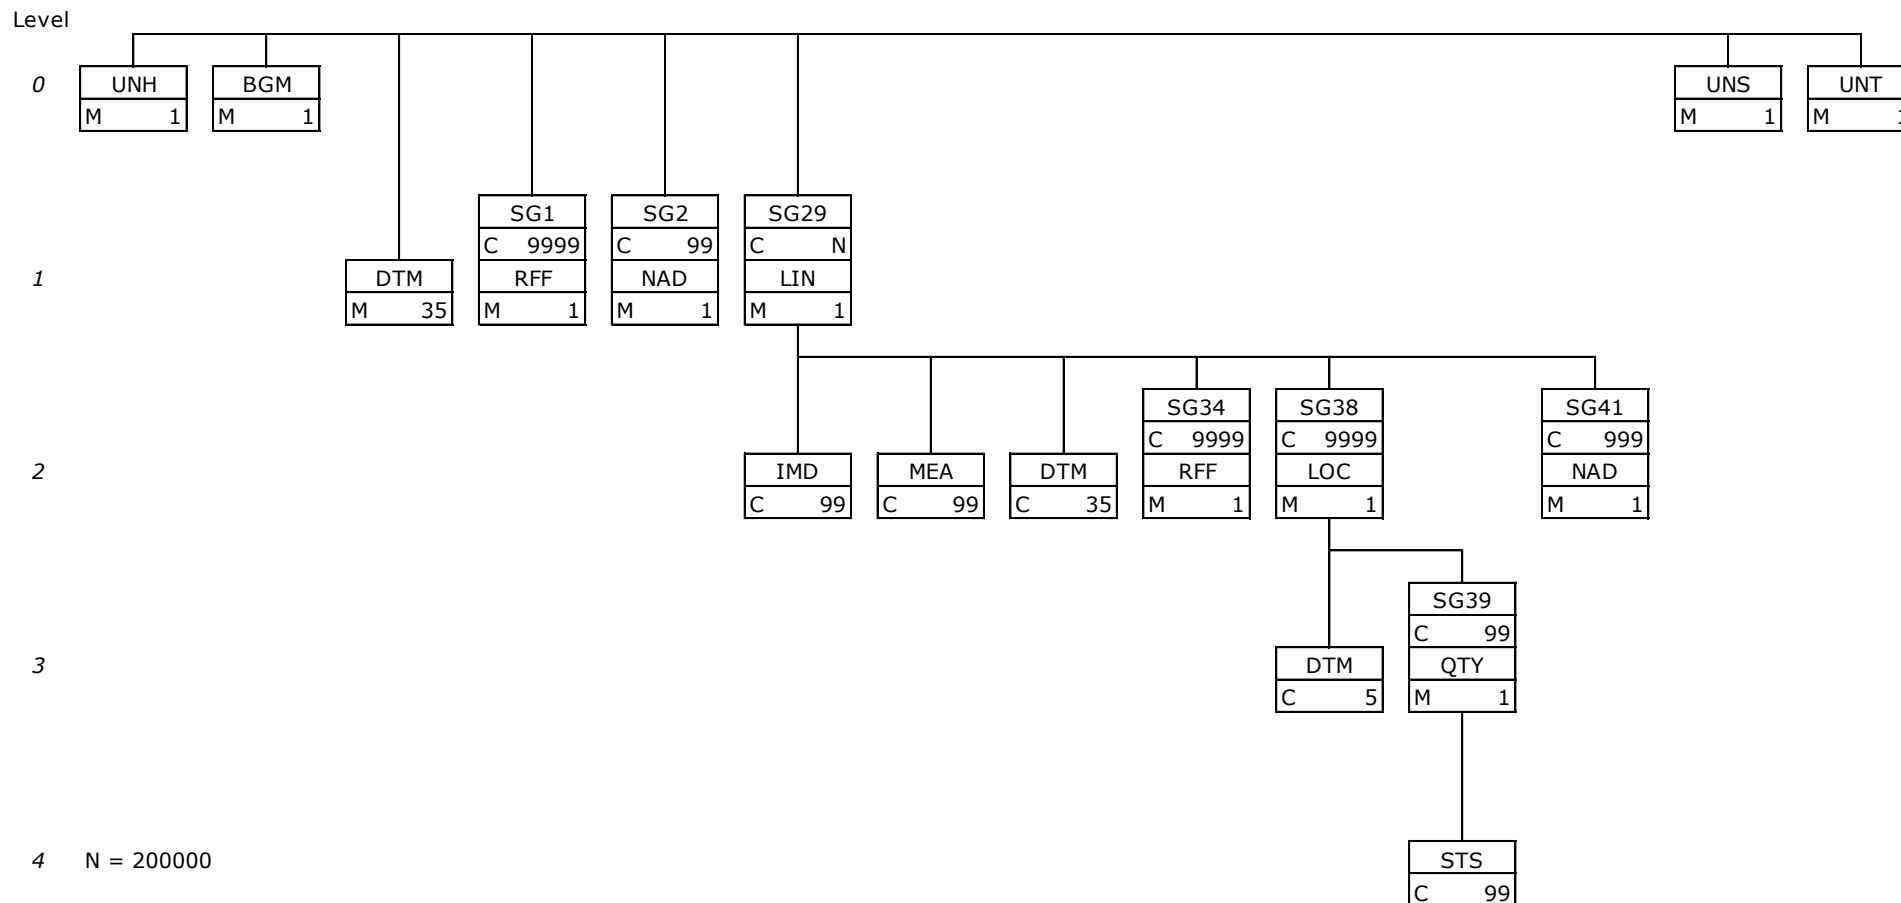 Level
0 UNH BGM UNS UNT
M 1 M 1 M 1 M
SG1 SG2 SG29
C 9999 C 99 C N
1 DTM RFF NAD LIN
M 35 M 1 M 1 M 1
SG34 SG38 SG41
C 9999 C 9999 C 999
2 IMD MEA DTM RFF LOC NAD
C 99 C 99 C 35 M 1 M 1 M 1
SG39
C 99
3 DTM QTY
C 5 M 1
4 N = 200000 STS
C 99